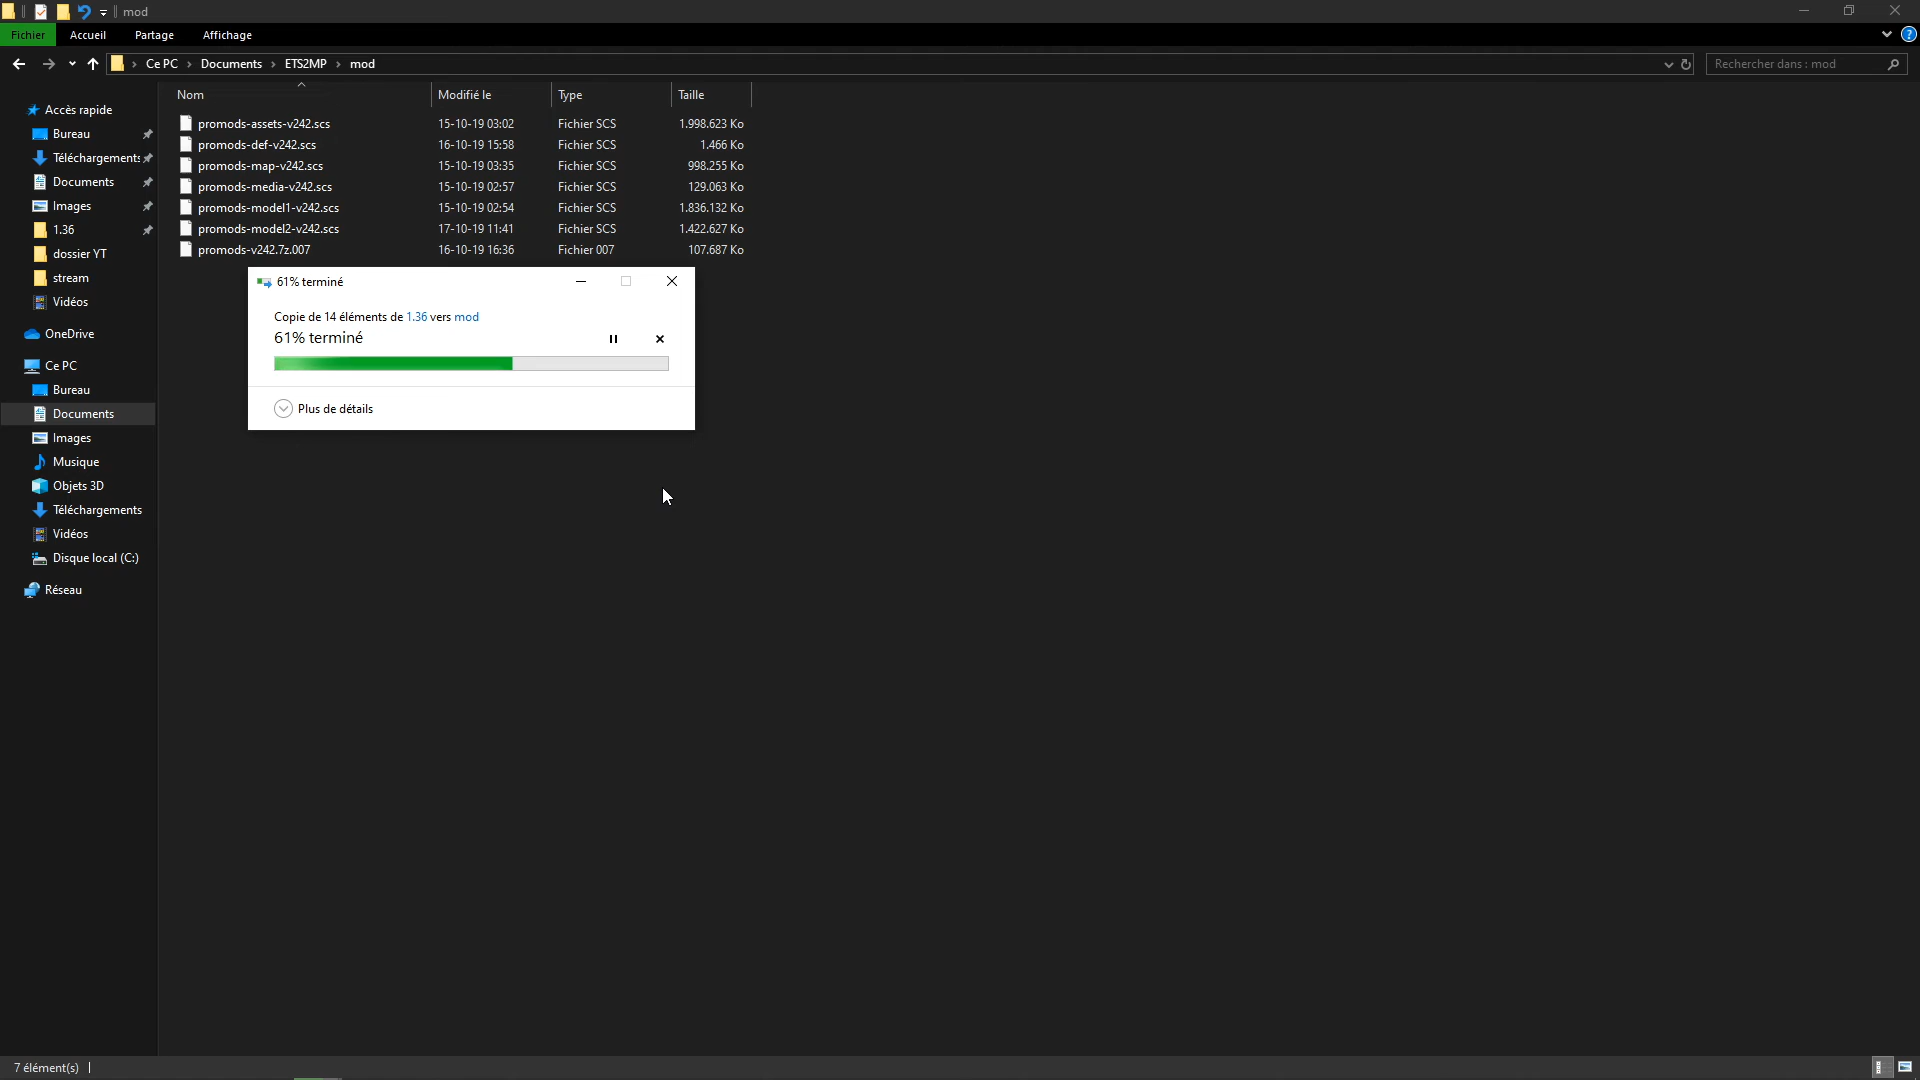 mod
Fichier
Accueil
Partage
Affichage
Ce PC
Documents
ETS2MP
mod
Rechercher dans : mod
Nom
Modifié le
Type
Taille
promods-assets-v242.scs 15-10-19 03:02 Fichier SCS 1.998.623 Ko
promods-def-v242.scs 16-10-19 15:58 Fichier SCS 1.466 Ko
promods-map-v242.scs 15-10-19 03:35 Fichier SCS 998.255 Ko
promods-media-v242.scs 15-10-19 02:57 Fichier SCS 129.063 Ko
promods-model1-v242.scs 15-10-19 02:54 Fichier SCS 1.836.132 Ko
promods-model2-v242.scs 17-10-19 11:41 Fichier SCS 1.422.627 Ko
promods-v242.7z.007 16-10-19 16:36 Fichier 007 107.687 Ko
Accès rapide
Bureau
Téléchargements
Documents
Images
1.36
dossier YT
stream
Vidéos
OneDrive
Ce PC
Bureau
Documents
Images
Musique
Objets 3D
Téléchargements
Vidéos
Disque local (C:)
Réseau
61% terminé
Copie de 14 éléments de 1.36 vers mod
61% terminé
Plus de détails
7 élément(s)